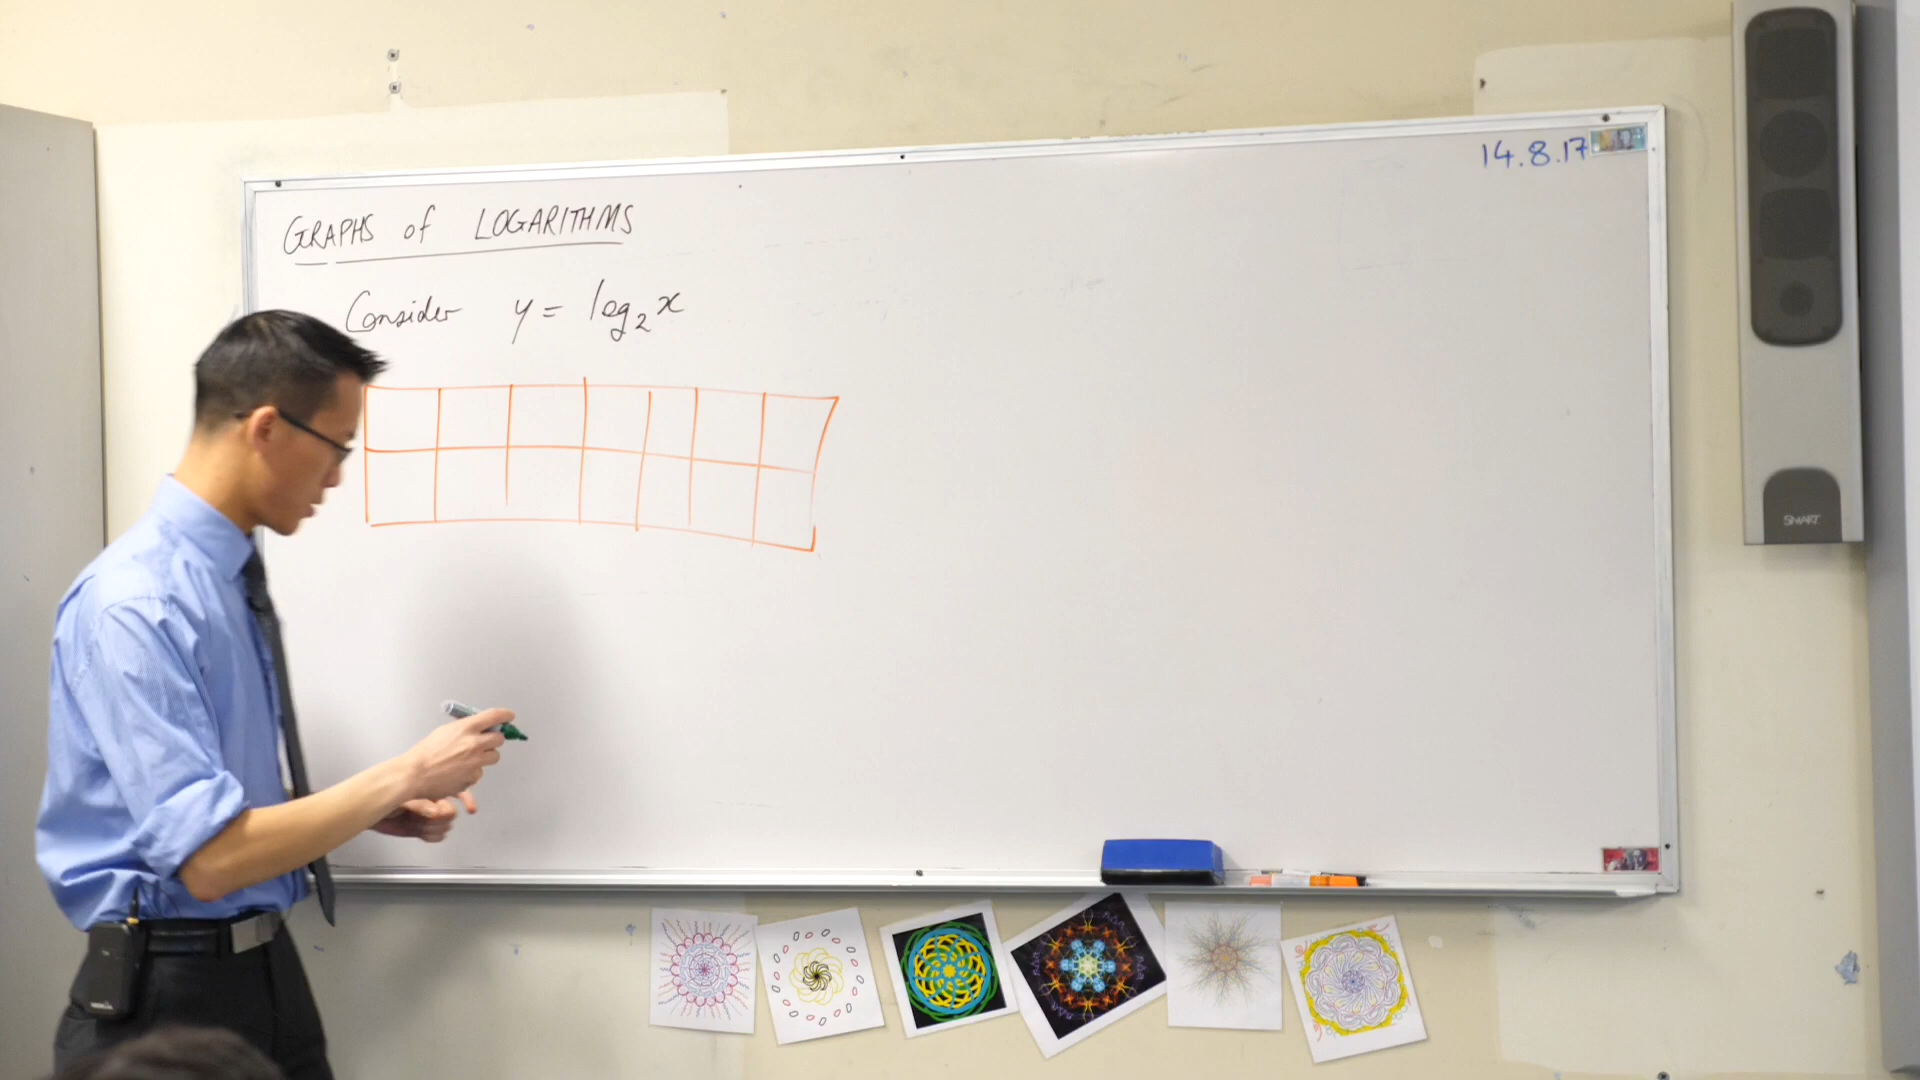 14.8.17
GRAPHS of LOGARITHMS
Consider y = log₂x
SMART